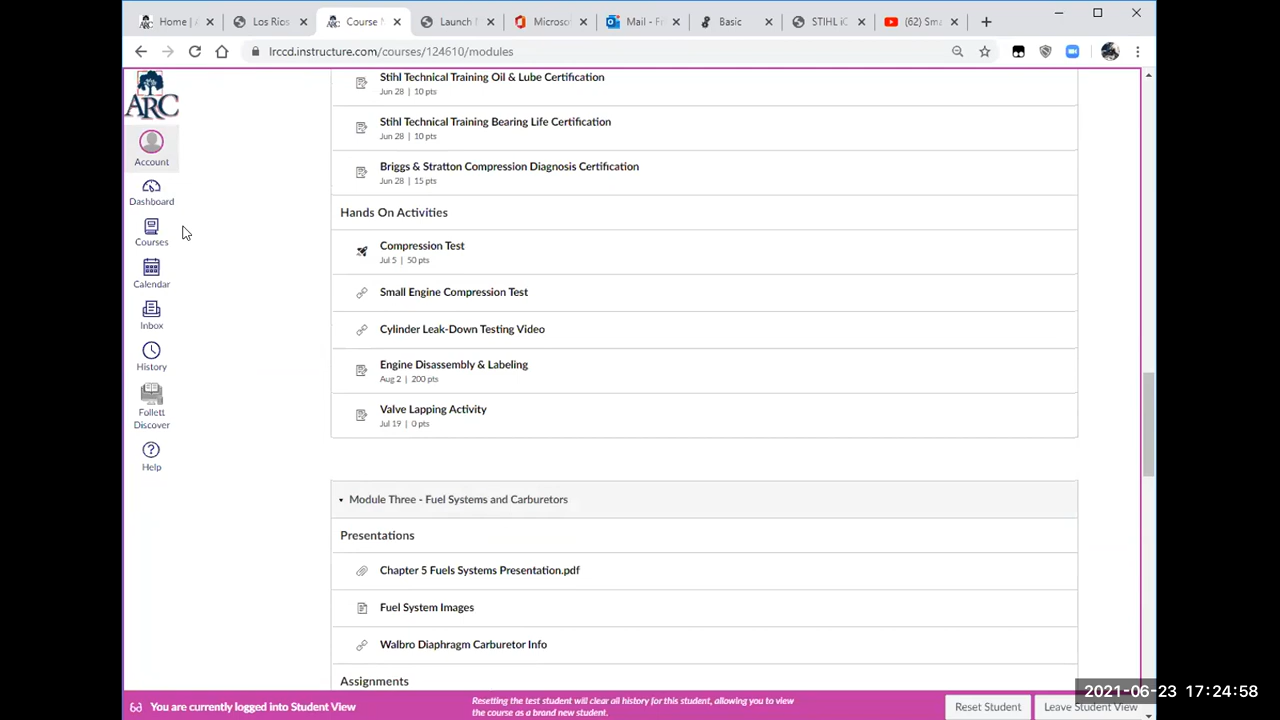 Home | A
Los Rios
Course
Launch
Microso
Mail - Fr
Basic
STIHL iC
(62) Sma
lrccd.instructure.com/courses/124610/modules
ARC
Account
Dashboard
Courses
Calendar
Inbox
History
Follett
Discover
Help
Stihl Technical Training Oil & Lube Certification
Jun 28 | 10 pts
Stihl Technical Training Bearing Life Certification
Jun 28 | 10 pts
Briggs & Stratton Compression Diagnosis Certification
Jun 28 | 15 pts
Hands On Activities
Compression Test
Jul 5 | 50 pts
Small Engine Compression Test
Cylinder Leak-Down Testing Video
Engine Disassembly & Labeling
Aug 2 | 200 pts
Valve Lapping Activity
Jul 19 | 0 pts
Module Three - Fuel Systems and Carburetors
Presentations
Chapter 5 Fuels Systems Presentation.pdf
Fuel System Images
Walbro Diaphragm Carburetor Info
Assignments
You are currently logged into Student View
Resetting the test student will clear all history for this student, allowing you to view
the course as a brand new student.
Reset Student
Leave Student View
2021-06-23 17:24:58